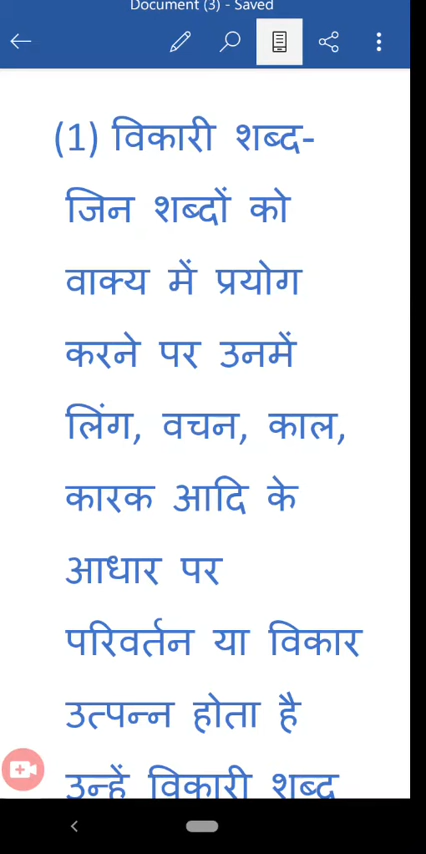 Document (3) - Saved
(1) विकारी शब्द-
जिन शब्दों को
वाक्य में प्रयोग
करने पर उनमें
लिंग, वचन, काल,
कारक आदि के
आधार पर
परिवर्तन या विकार
उत्पन्न होता है
उन्हें विकारी शब्द